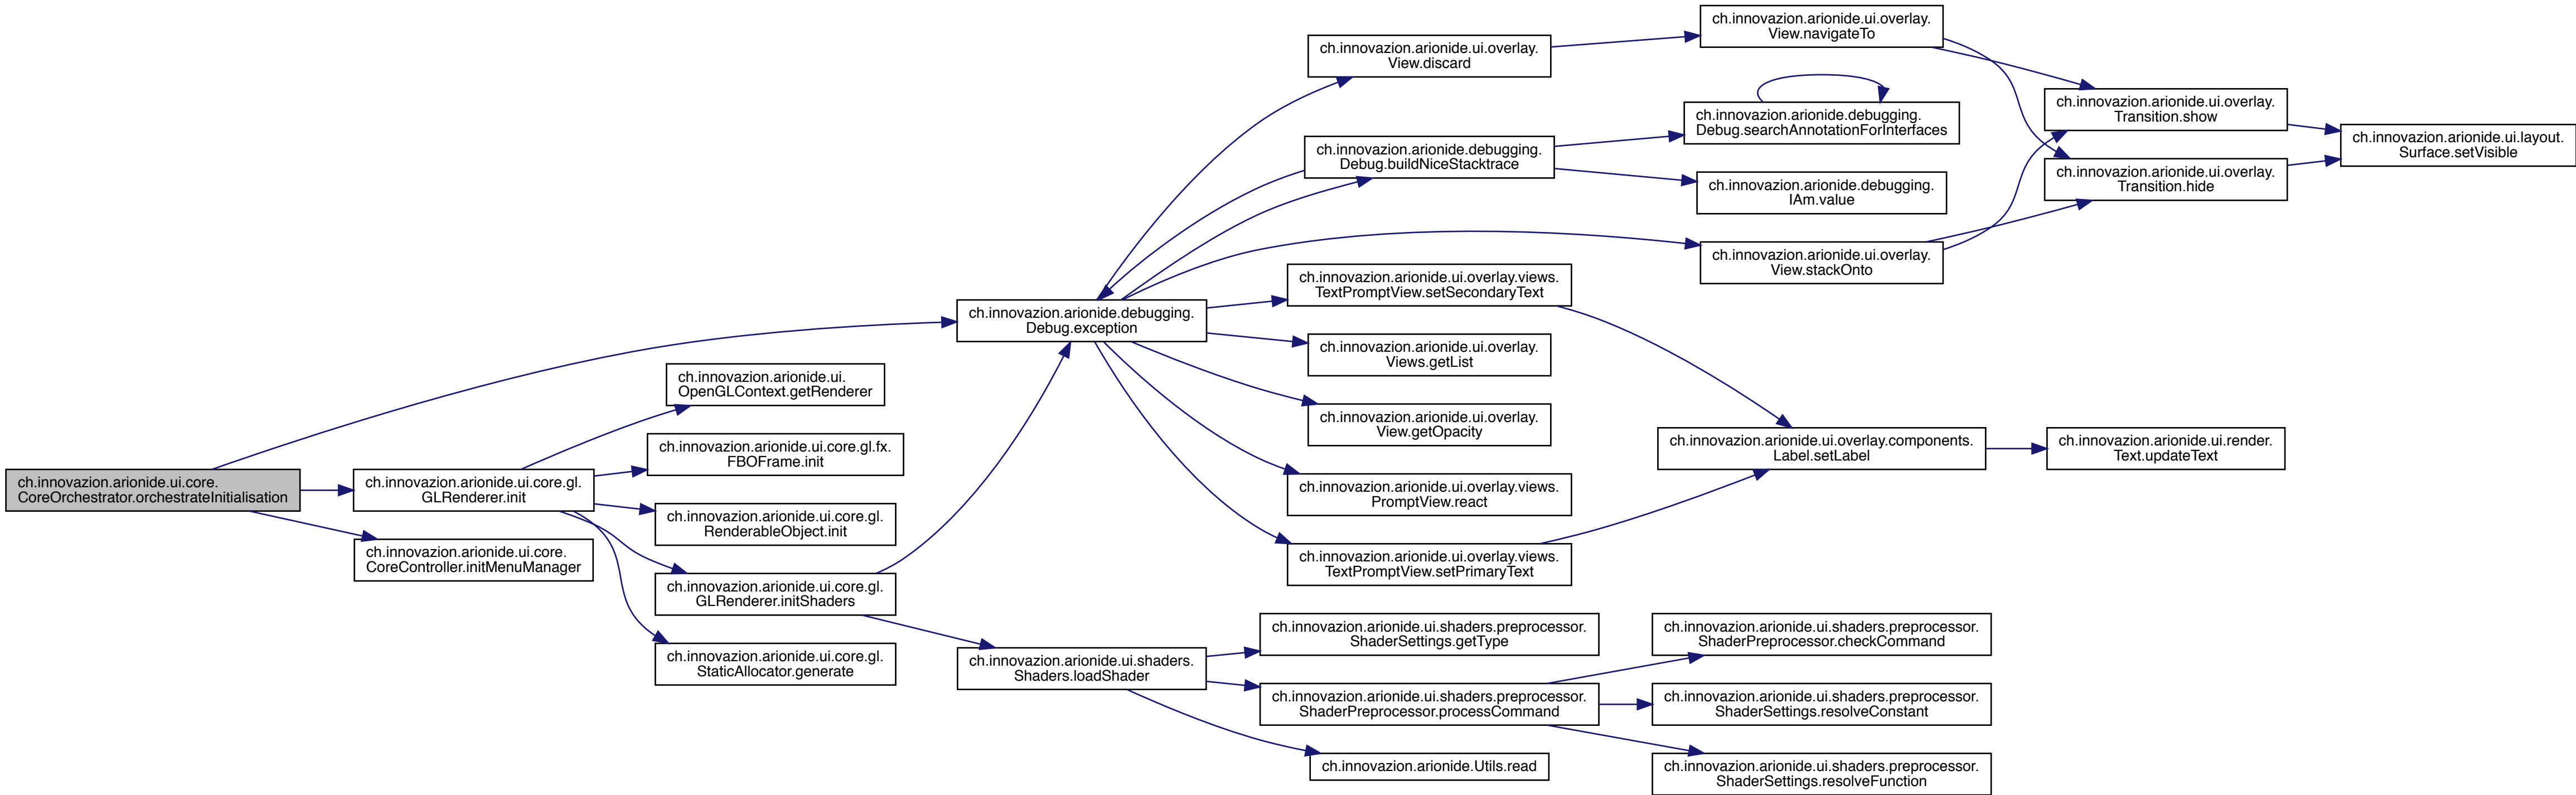 ch.innovazion.arionide.ui.core.
CoreOrchestrator.orchestrateInitialisation
ch.innovazion.arionide.ui.core.gl.
GLRenderer.init
ch.innovazion.arionide.ui.core.
CoreController.initMenuManager
ch.innovazion.arionide.ui.
OpenGLContext.getRenderer
ch.innovazion.arionide.ui.core.gl.fx.
FBOFrame.init
ch.innovazion.arionide.ui.core.gl.
RenderableObject.init
ch.innovazion.arionide.ui.core.gl.
GLRenderer.initShaders
ch.innovazion.arionide.ui.core.gl.
StaticAllocator.generate
ch.innovazion.arionide.debugging.
Debug.exception
ch.innovazion.arionide.ui.shaders.
Shaders.loadShader
ch.innovazion.arionide.ui.overlay.
View.discard
ch.innovazion.arionide.debugging.
Debug.buildNiceStacktrace
ch.innovazion.arionide.ui.overlay.views.
TextPromptView.setSecondaryText
ch.innovazion.arionide.ui.overlay.
Views.getList
ch.innovazion.arionide.ui.overlay.
View.getOpacity
ch.innovazion.arionide.ui.overlay.views.
PromptView.react
ch.innovazion.arionide.ui.overlay.views.
TextPromptView.setPrimaryText
ch.innovazion.arionide.ui.shaders.preprocessor.
ShaderSettings.getType
ch.innovazion.arionide.ui.shaders.preprocessor.
ShaderPreprocessor.processCommand
ch.innovazion.arionide.Utils.read
ch.innovazion.arionide.ui.overlay.
View.navigateTo
ch.innovazion.arionide.debugging.
Debug.searchAnnotationForInterfaces
ch.innovazion.arionide.debugging.
IAm.value
ch.innovazion.arionide.ui.overlay.
View.stackOnto
ch.innovazion.arionide.ui.overlay.components.
Label.setLabel
ch.innovazion.arionide.ui.shaders.preprocessor.
ShaderPreprocessor.checkCommand
ch.innovazion.arionide.ui.shaders.preprocessor.
ShaderSettings.resolveConstant
ch.innovazion.arionide.ui.shaders.preprocessor.
ShaderSettings.resolveFunction
ch.innovazion.arionide.ui.overlay.
Transition.show
ch.innovazion.arionide.ui.overlay.
Transition.hide
ch.innovazion.arionide.ui.render.
Text.updateText
ch.innovazion.arionide.ui.layout.
Surface.setVisible